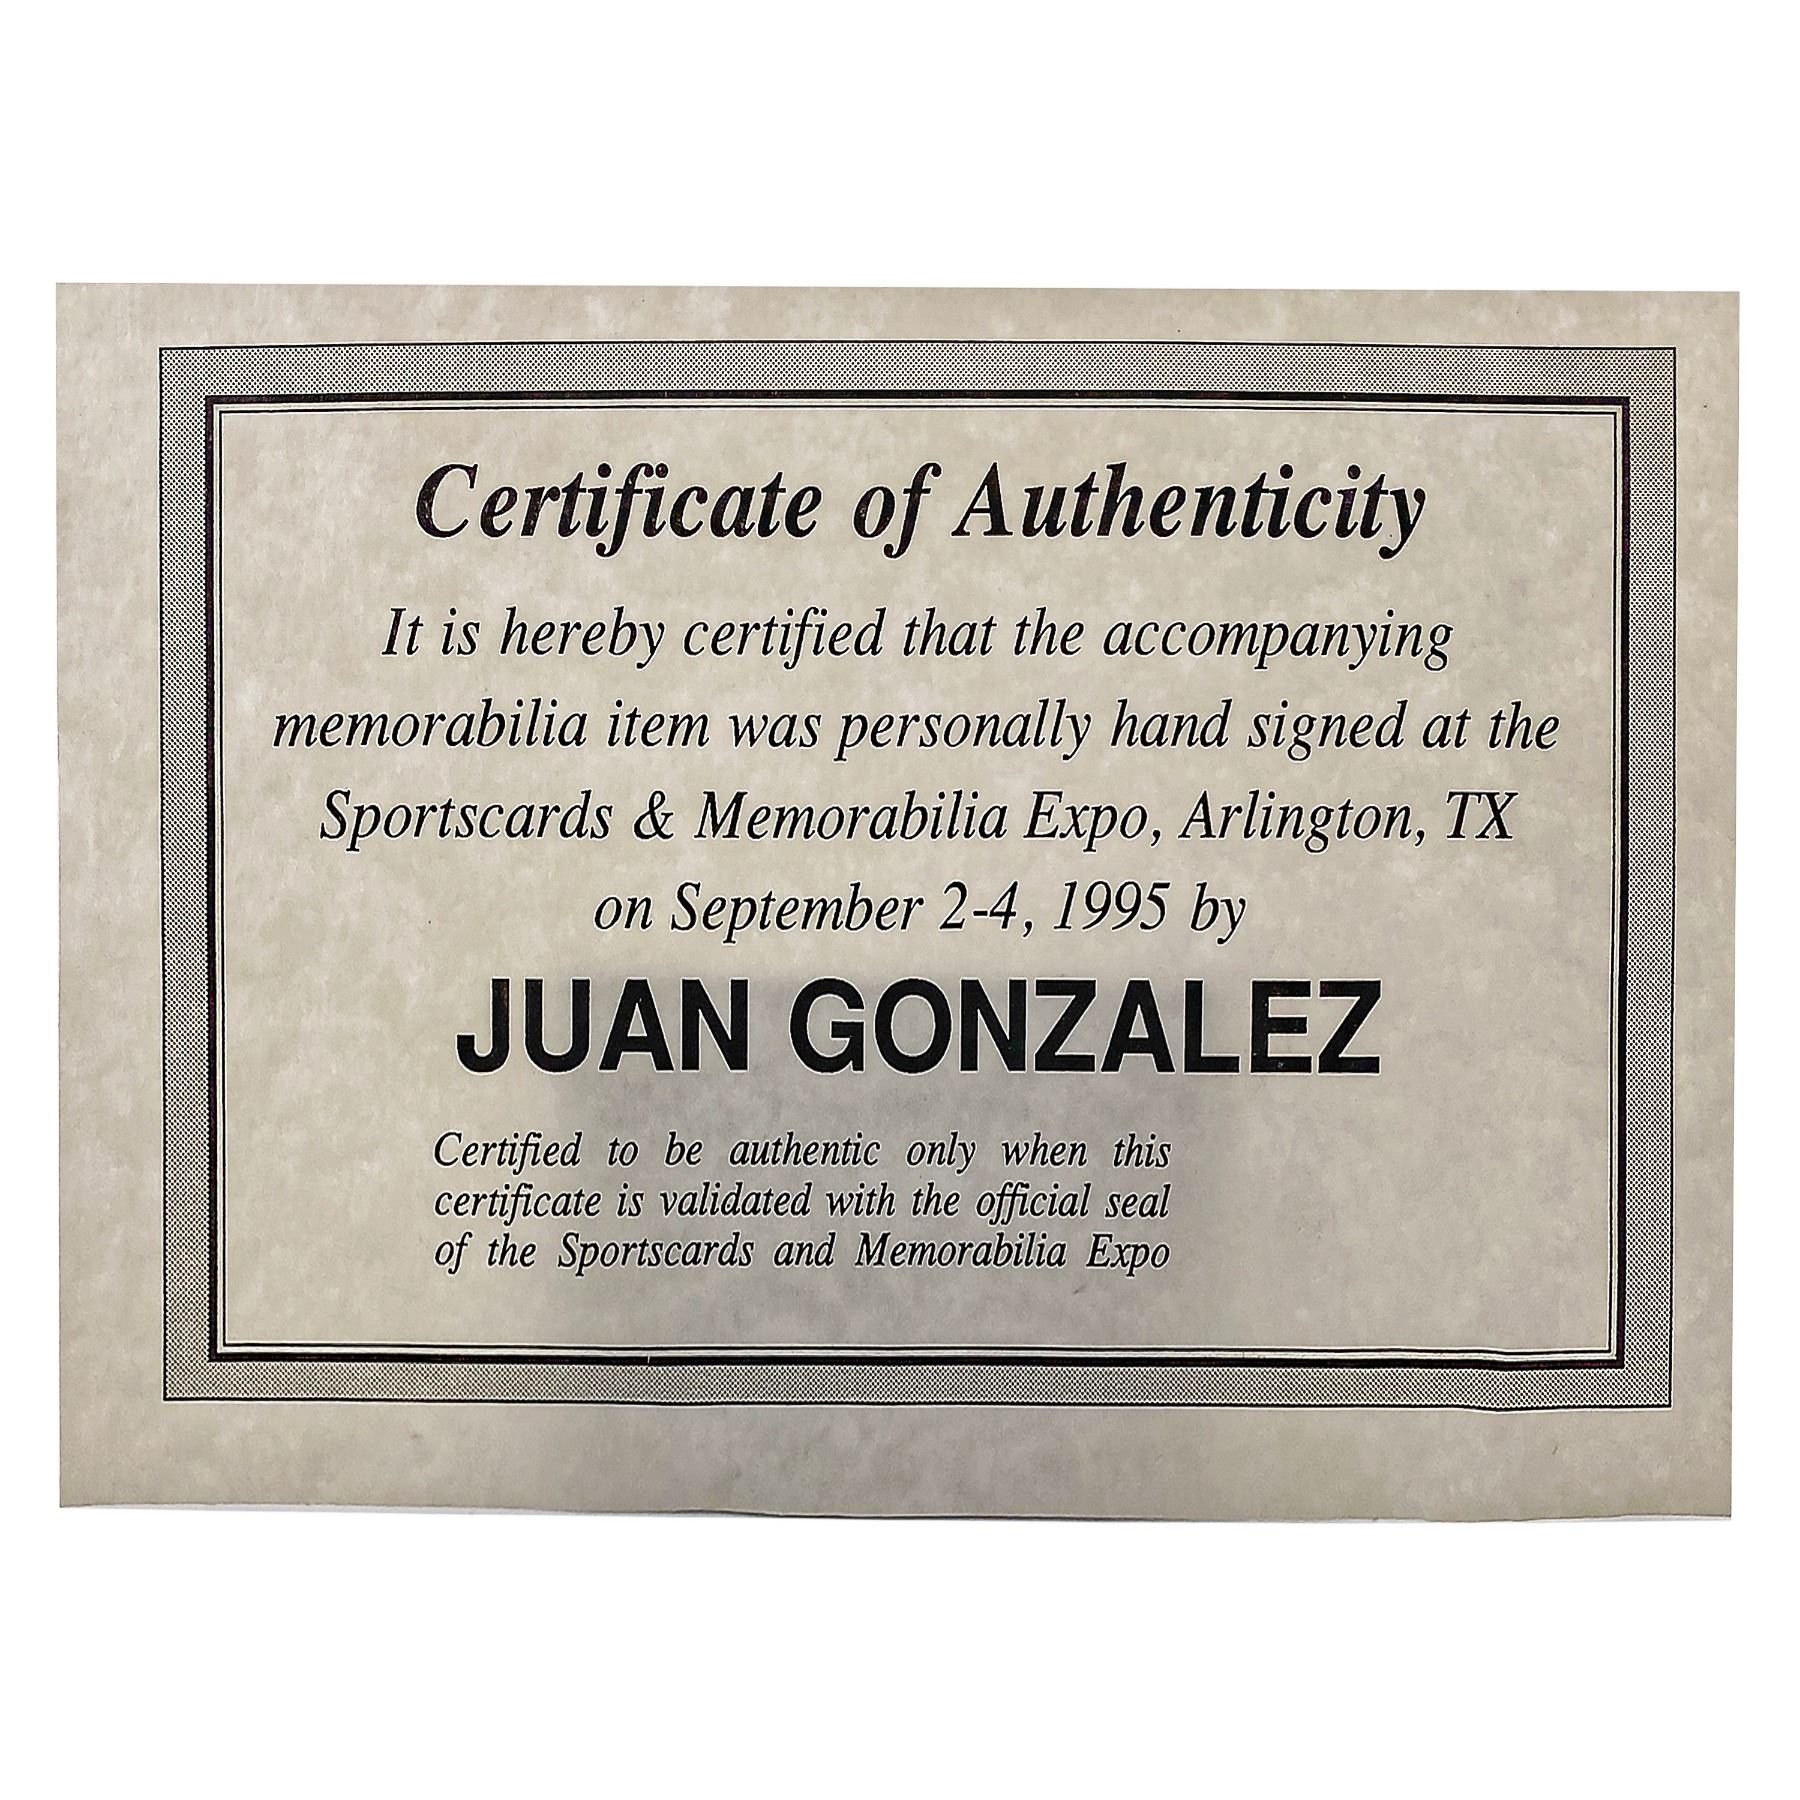 Certificate of Authenticity
It is hereby certified that the accompanying
memorabilia item was personally hand signed at the
Sportscards & Memorabilia Expo, Arlington, TX
on September 2-4, 1995 by
JUAN GONZALEZ
Certified to be authentic only when this
certificate is validated with the official seal
of the Sportscards and Memorabilia Expo